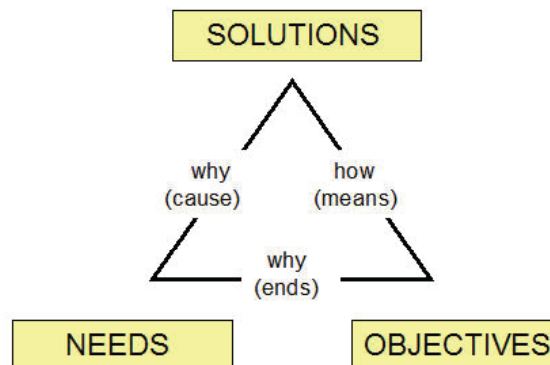 SOLUTIONS
why
(cause)
how
(means)
why
(ends)
NEEDS
OBJECTIVES